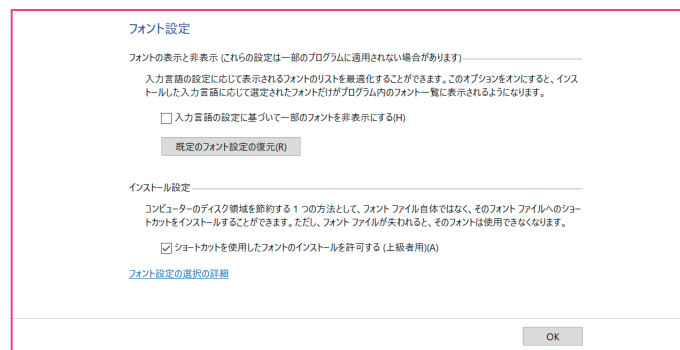 フォント設定
フォントの表示と非表示 (これらの設定は一部のプログラムに適用されない場合があります)
入力言語の設定に応じて表示されるフォントのリストを最適化することができます。このオプションをオンにすると、インス
トールした入力言語に応じて選定されたフォントだけがプログラム内のフォント一覧に表示されるようになります。
入力言語の設定に基づいて一部のフォントを非表示にする(H)
既定のフォント設定の復元(R)
インストール設定
コンピューターのディスク領域を節約する 1 つの方法として、フォント ファイル自体ではなく、そのフォント ファイルへのショー
トカットをインストールすることができます。ただし、フォント ファイルが失われると、そのフォントは使用できなくなります。
ショートカットを使用したフォントのインストールを許可する (上級者用)(A)
フォント設定の選択の詳細
OK